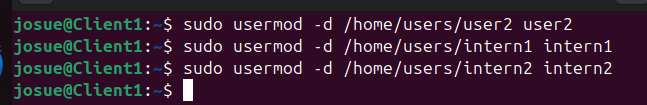 josue@Client1:~$ sudo usermod -d /home/users/user2 user2
josue@Client1:~$ sudo usermod -d /home/users/intern1 intern1
josue@Client1:~$ sudo usermod -d /home/users/intern2 intern2
josue@Client1:~$